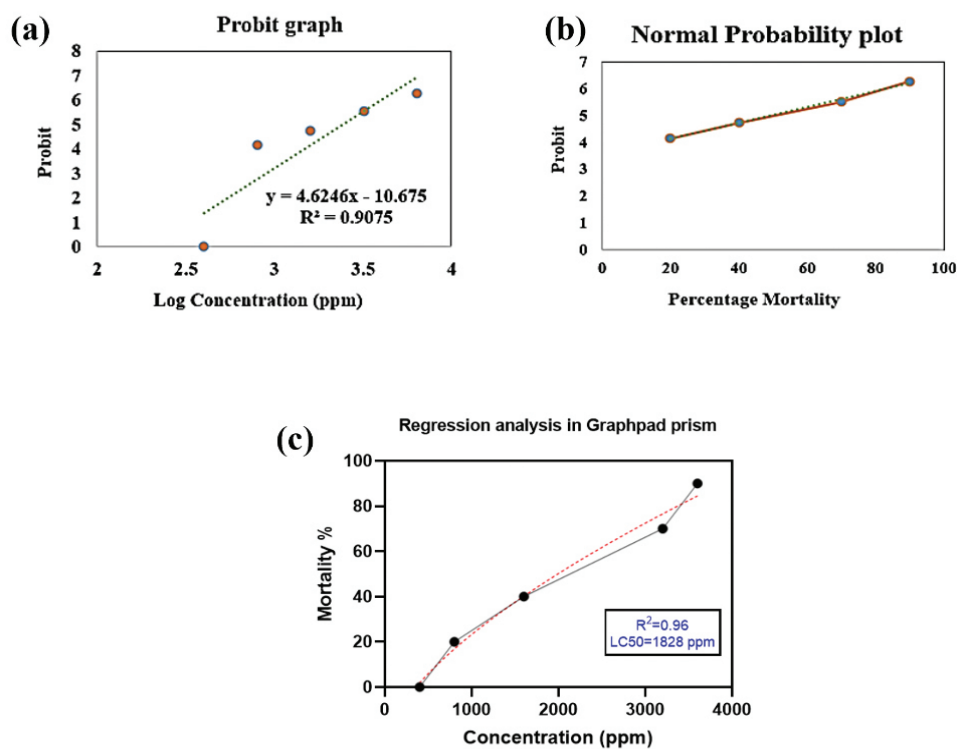 (a)
Probit graph
8
7
6
5
4
3
2
1
0
Probit
y = 4.6246x - 10.675
R² = 0.9075
2 2.5 3 3.5 4
Log Concentration (ppm)
(b)
Normal Probability plot
7
6
5
4
3
2
1
0
Probit
0 20 40 60 80 100
Percentage Mortality
(c)
Regression analysis in Graphpad prism
100
80
60
40
20
0
Mortality %
R²=0.96
LC50=1828 ppm
0 1000 2000 3000 4000
Concentration (ppm)